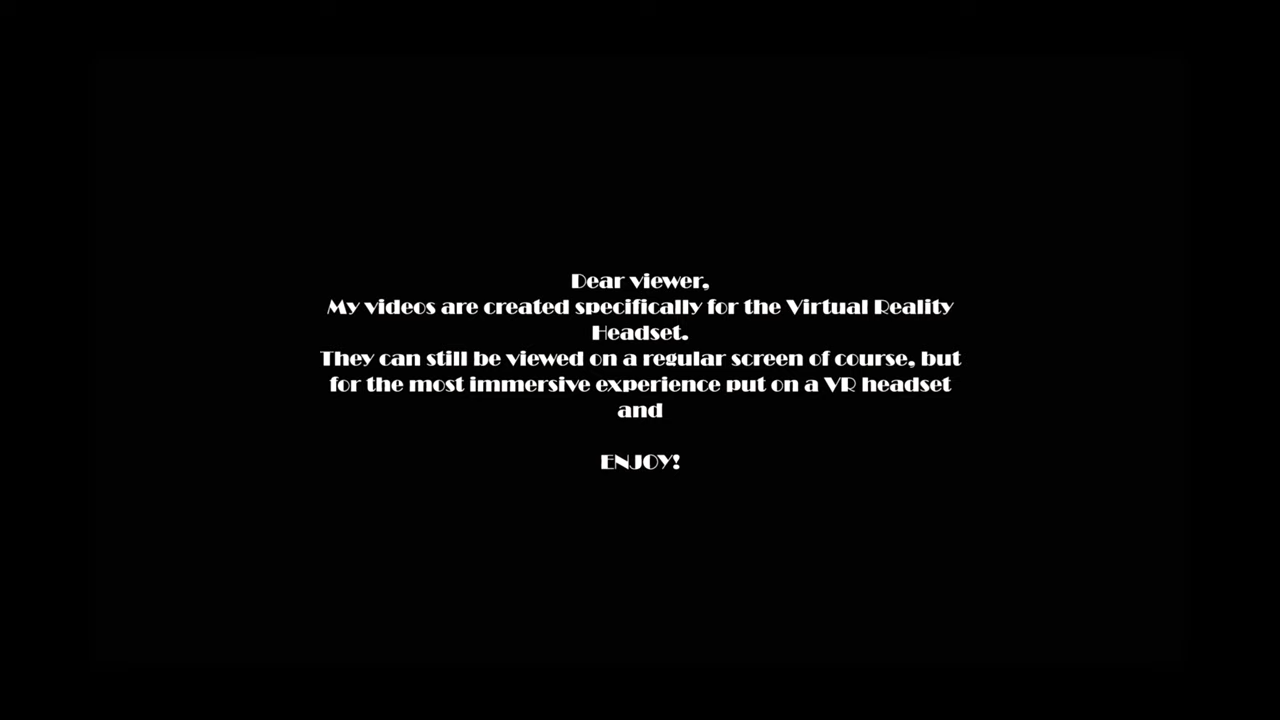 Dear viewer,
My videos are created specifically for the Virtual Reality
Headset.
They can still be viewed on a regular screen of course, but
for the most immersive experience put on a VR headset
and
ENJOY!